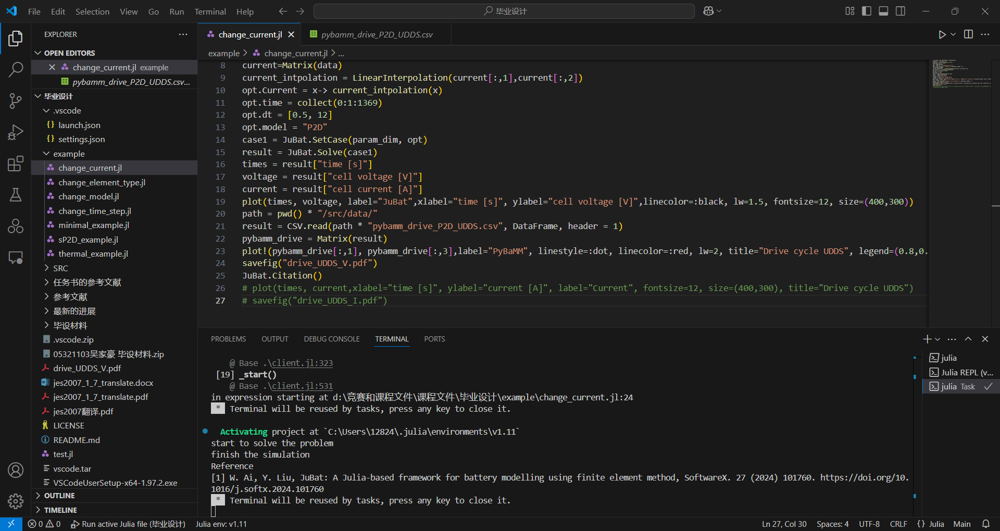 File Edit Selection View Go Run Terminal Help
毕业设计
EXPLORER
OPEN EDITORS
change_current.jl example
pybamm_drive_P2D_UDDS.csv...
毕业设计
.vscode
launch.json
settings.json
example
change_current.jl
change_element_type.jl
change_model.jl
change_time_step.jl
minimal_example.jl
sP2D_example.jl
thermal_example.jl
SRC
任务书的参考文献
参考文献
最新的进展
毕设材料
.vscode.zip
05321103吴家豪 毕设材料.zip
drive_UDDS_V.pdf
jes2007_1_7_translate.docx
jes2007_1_7_translate.pdf
jes2007翻译.pdf
LICENSE
README.md
test.jl
vscode.tar
VSCodeUserSetup-x64-1.97.2.exe
OUTLINE
TIMELINE
change_current.jl
pybamm_drive_P2D_UDDS.csv
example > change_current.jl > ...
8 current=Matrix(data)
9 current_intpolation = LinearInterpolation(current[:,1],current[:,2])
10 opt.Current = x-> current_intpolation(x)
11 opt.time = collect(0:1:1369)
12 opt.dt = [0.5, 12]
13 opt.model = "P2D"
14 case1 = JuBat.SetCase(param_dim, opt)
15 result = JuBat.Solve(case1)
16 times = result["time [s]"]
17 voltage = result["cell voltage [V]"]
18 current = result["cell current [A]"]
19 plot(times, voltage, label="JuBat",xlabel="time [s]", ylabel="cell voltage [V]",linecolor=:black, lw=1.5, fontsize=12, size=(400,300))
20 path = pwd() * "/src/data/"
21 result = CSV.read(path * "pybamm_drive_P2D_UDDS.csv", DataFrame, header = 1)
22 pybamm_drive = Matrix(result)
23 plot!(pybamm_drive[:,1], pybamm_drive[:,3],label="PyBaMM", linestyle=:dot, linecolor=:red, lw=2, title="Drive cycle UDDS", legend=(0.8,0.
24 savefig("drive_UDDS_V.pdf")
25 JuBat.Citation()
26 # plot(times, current,xlabel="time [s]", ylabel="current [A]", label="Current", fontsize=12, size=(400,300), title="Drive cycle UDDS")
27 # savefig("drive_UDDS_I.pdf")
PROBLEMS OUTPUT DEBUG CONSOLE TERMINAL PORTS
@ Base .\client.jl:323
[19] _start()
@ Base .\client.jl:531
in expression starting at d:\竞赛和课程文件\课程文件\毕业设计\example\change_current.jl:24
* Terminal will be reused by tasks, press any key to close it.
Activating project at `C:\Users\12824\.julia\environments\v1.11`
start to solve the problem
finish the simulation
Reference
[1] W. Ai, Y. Liu, JuBat: A Julia-based framework for battery modelling using finite element method, SoftwareX. 27 (2024) 101760. https://doi.org/10.
1016/j.softx.2024.101760
* Terminal will be reused by tasks, press any key to close it.
julia
Julia REPL (v...
julia Task
0 0 Run active Julia file (毕业设计) Julia env: v1.11
Ln 27, Col 30 Spaces: 4 UTF-8 CRLF {} Julia Main